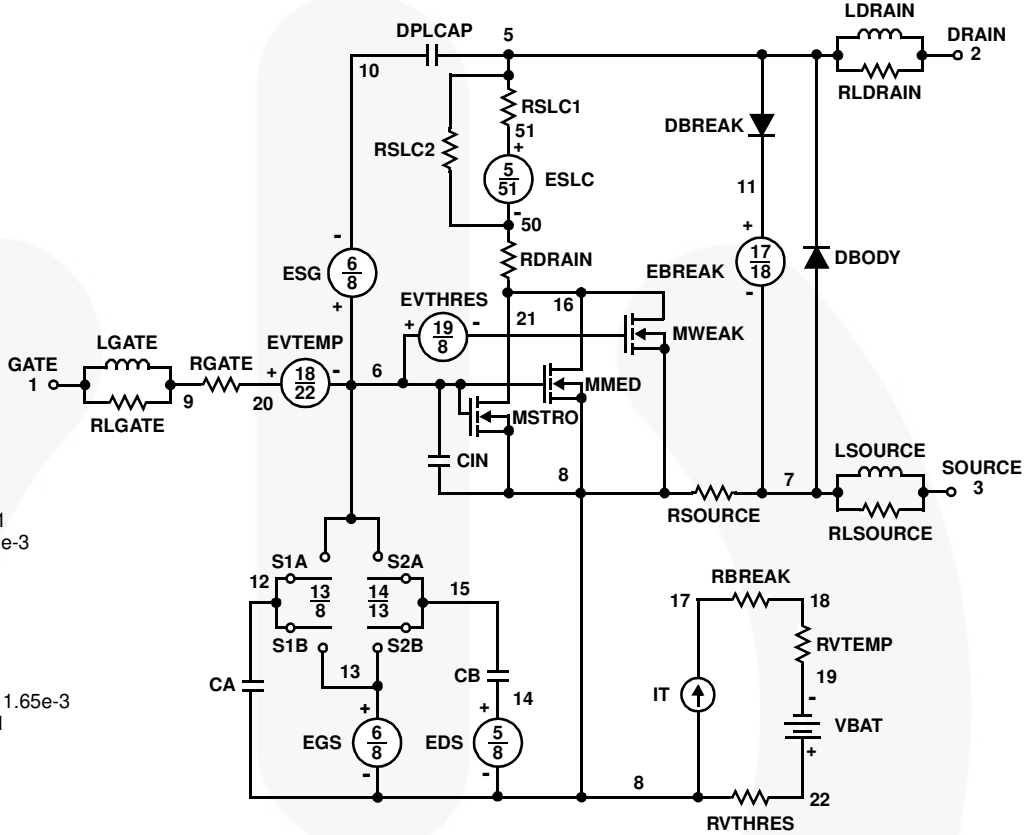 LDRAIN
DPLCAP
5
DRAIN
2
10
RLDRAIN
RSLC1
DBREAK
51
+
RSLC2
5
51
ESLC
11
-
50
-
+
RDRAIN
17
18
DBODY
ESG
6
8
EBREAK
EVTHRES
16
-
+
+
19
8
-
21
MWEAK
LGATE
EVTEMP
GATE
1
RGATE
+
18
22
-
6
MMED
9
20
MSTRO
RLGATE
LSOURCE
CIN
8
7
SOURCE
3
RSOURCE
RLSOURCE
1
e-3
S1A
S2A
RBREAK
12
13
8
14
13
15
17
18
S1B
S2B
RVTEMP
13
CB
19
CA
14
IT
-
1.65e-3
+
+
VBAT
EGS
6
8
EDS
5
8
+
-
-
8
22
RVTHRES